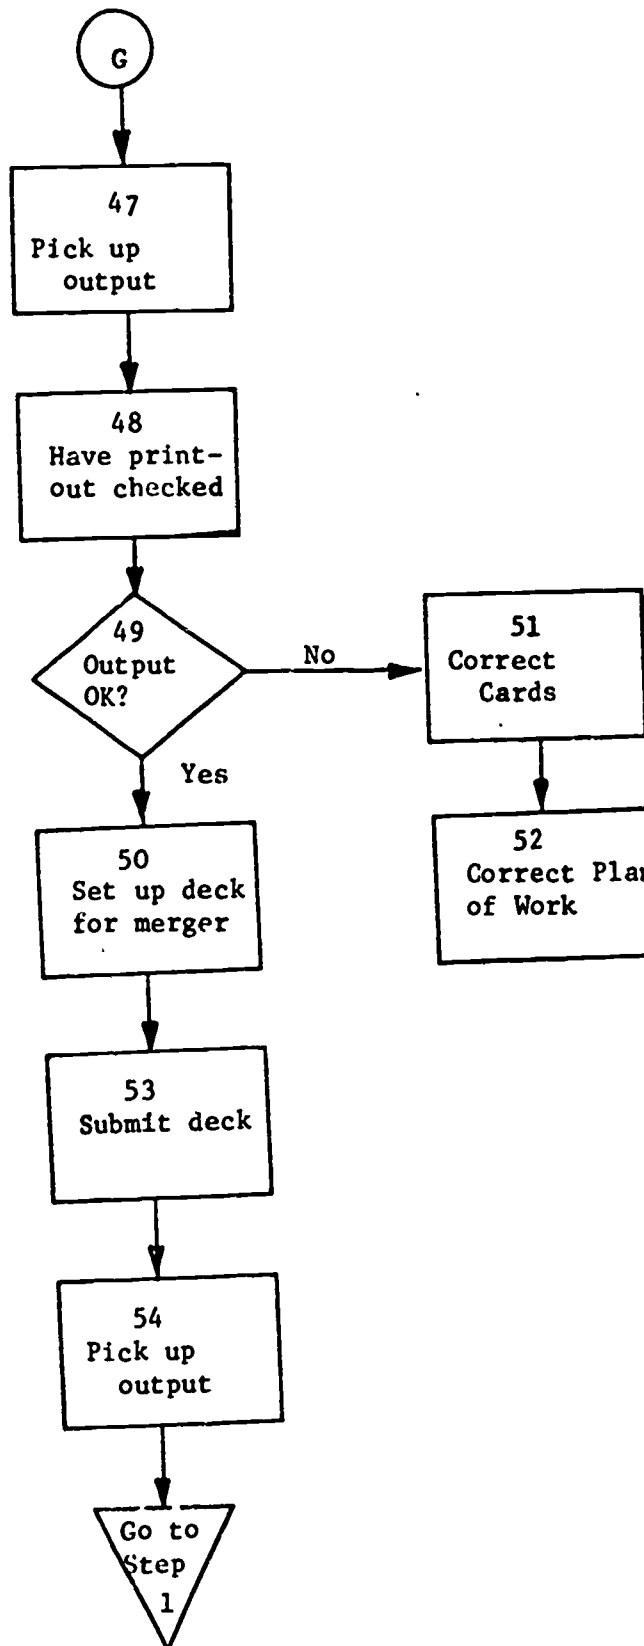 G
47
Pick up
output
48
Have print-
out checked
49
Output
OK?
No
51
Correct
Cards
Yes
50
Set up deck
for merger
52
Correct Plan
of Work
53
Submit deck
54
Pick up
output
Go to
Step
1